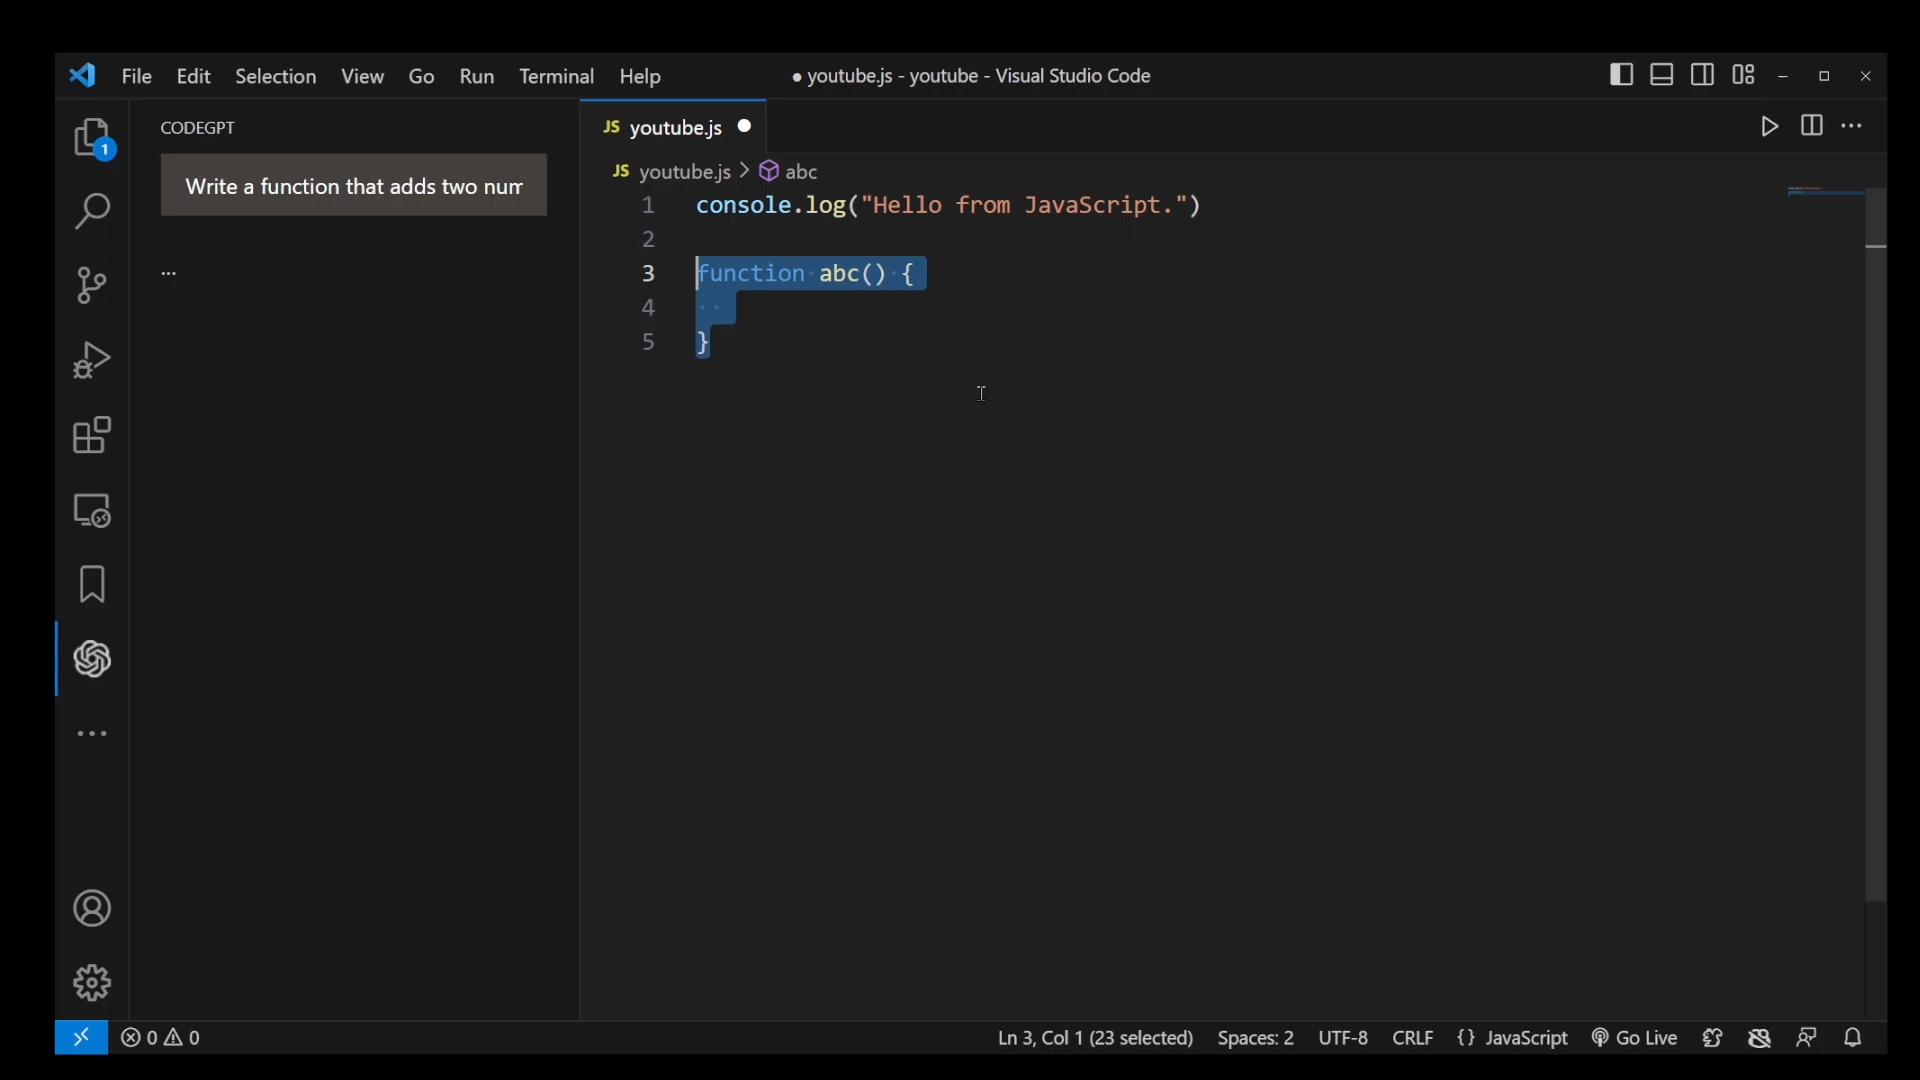 File Edit Selection View Go Run Terminal Help
● youtube.js - youtube - Visual Studio Code
CODEGPT
1
Write a function that adds two num
...
JS youtube.js ●
JS youtube.js > abc
1 console.log("Hello from JavaScript.")
2
3 function abc() {
4
5 }
0 0
Ln 3, Col 1 (23 selected) Spaces: 2 UTF-8 CRLF {} JavaScript Go Live